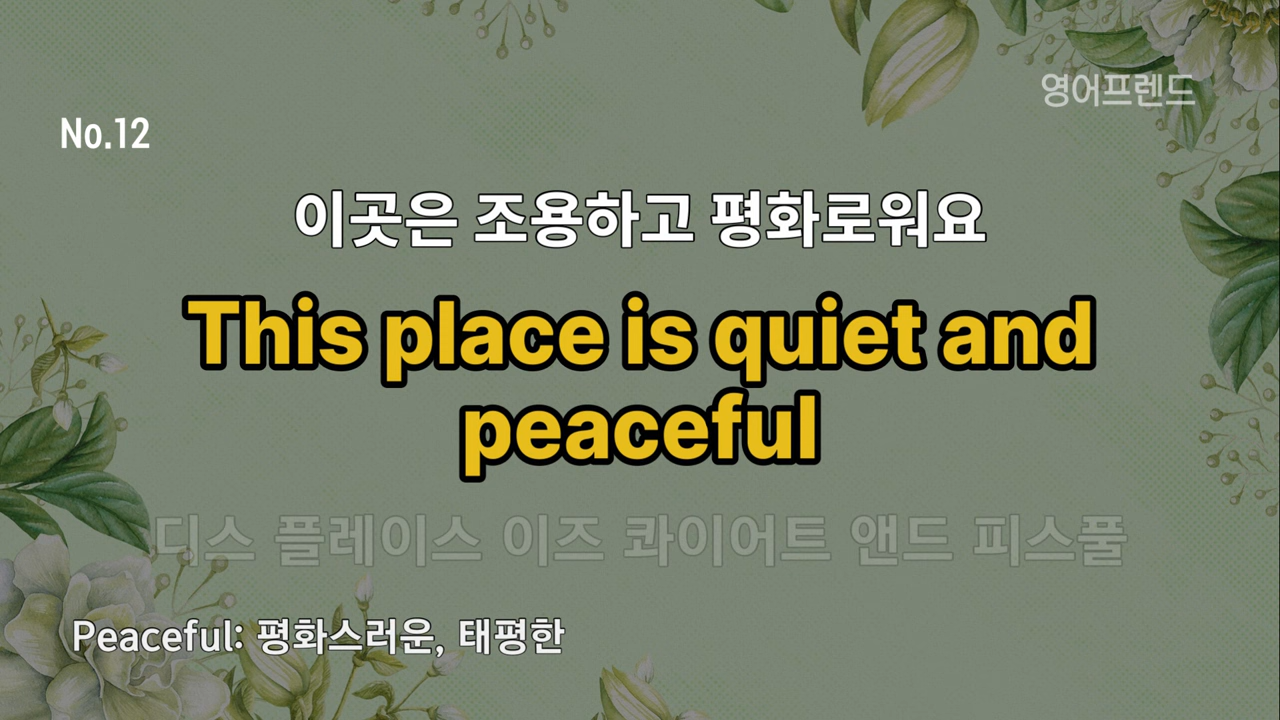 영어프렌드
No.12
이곳은 조용하고 평화로워요
This place is quiet and
peaceful
디스 플레이스 이즈 콰이어트 앤드 피스풀
Peaceful: 평화스러운, 태평한